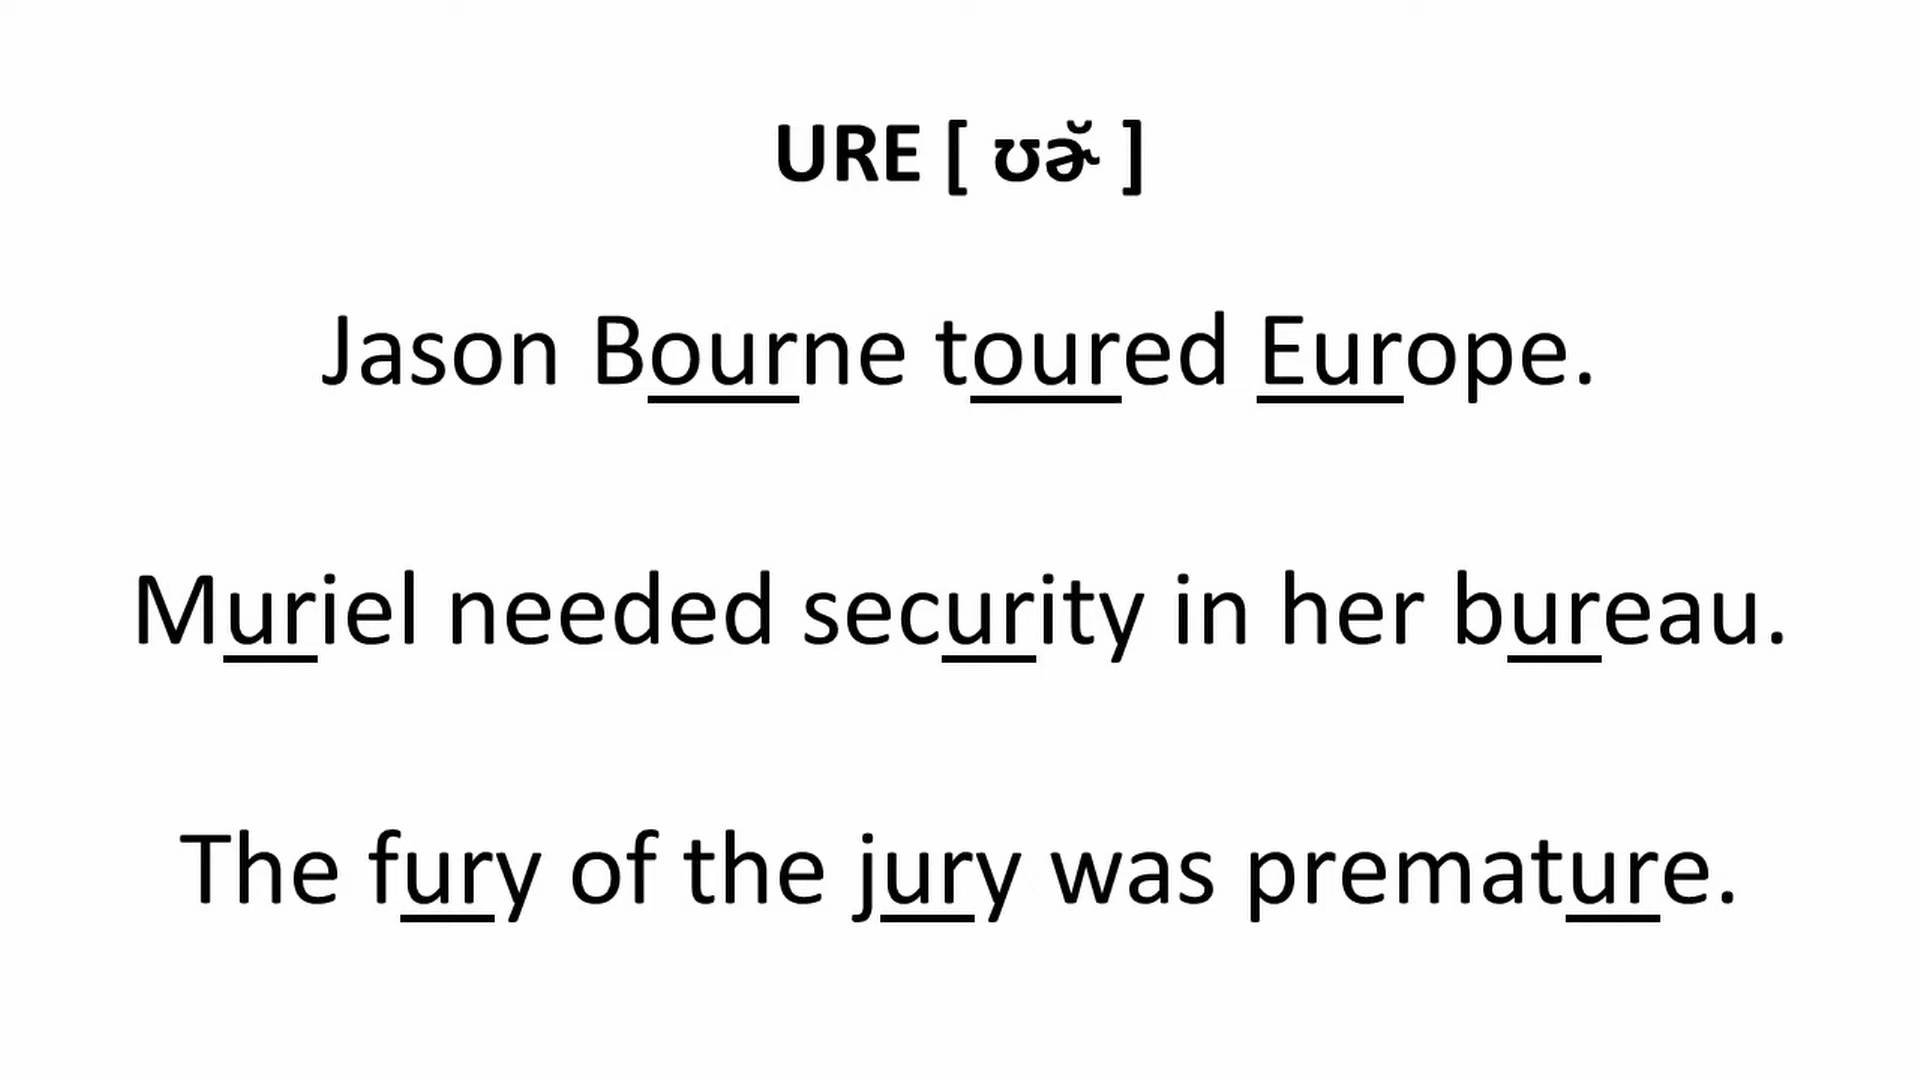 URE [ ʊɚ̆ ]
Jason Bourne toured Europe.
Muriel needed security in her bureau.
The fury of the jury was premature.